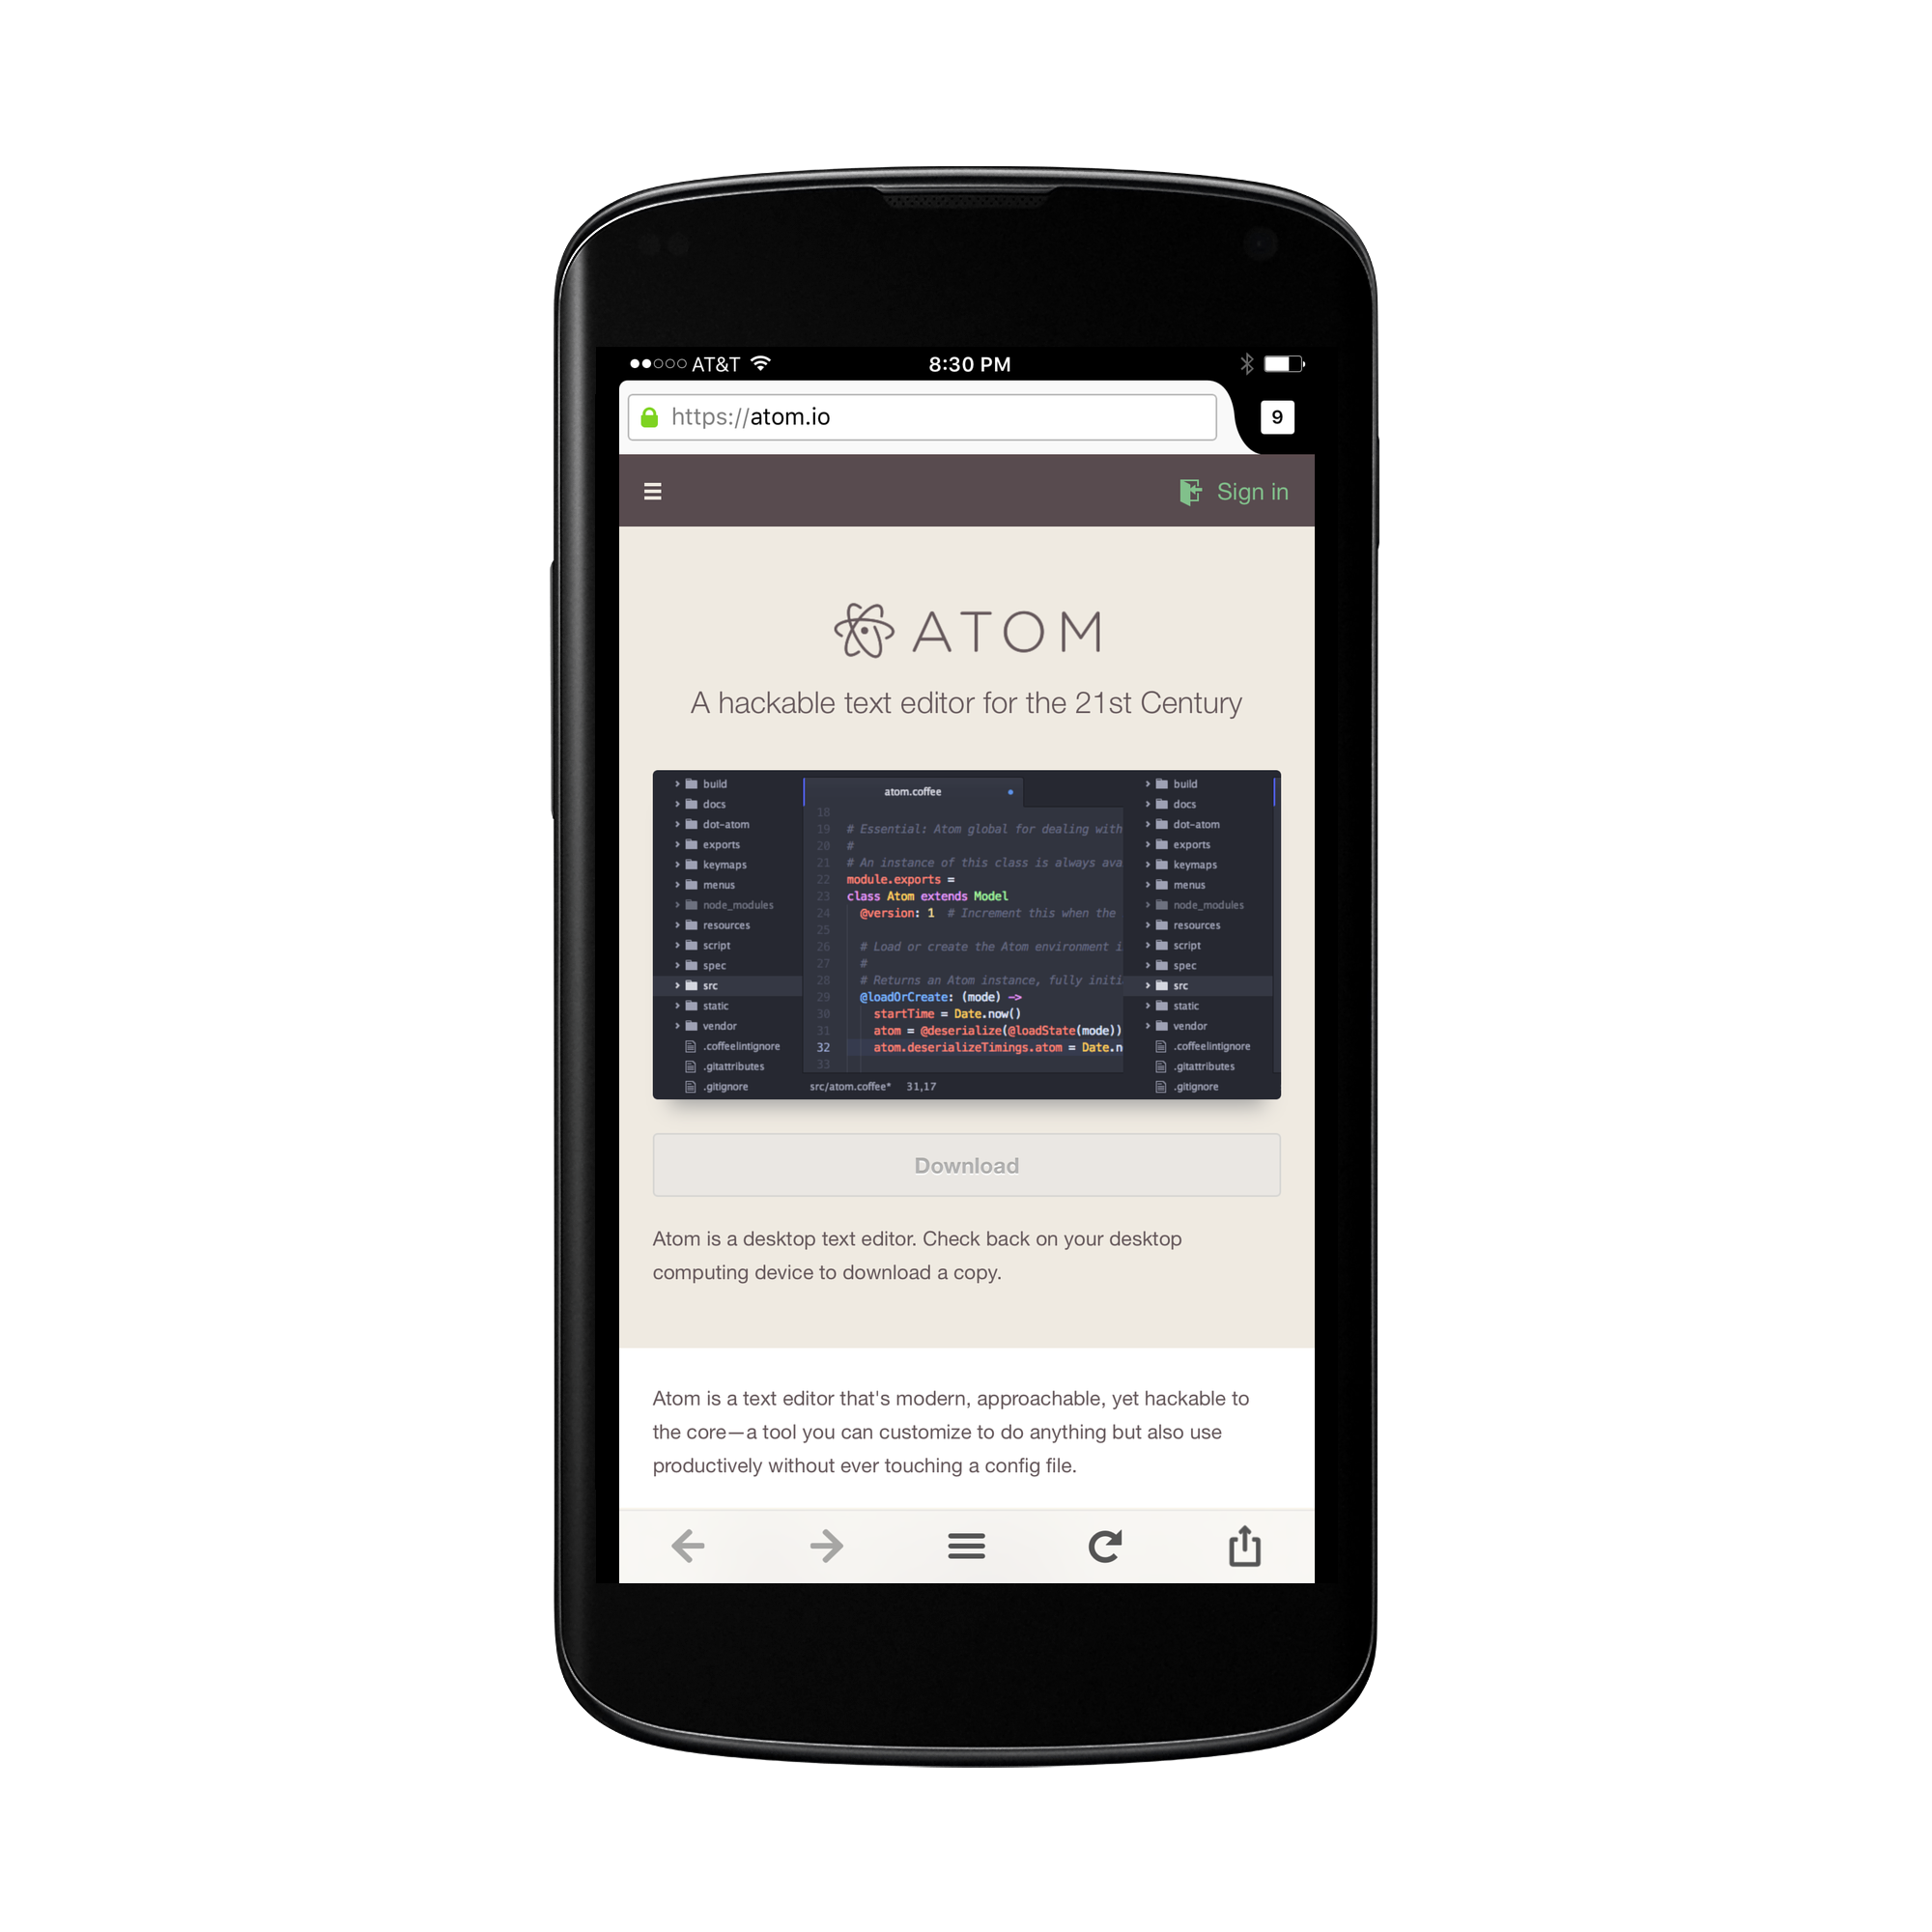 AT&T 8:30 PM
https://atom.io 9
Sign in
ATOM
A hackable text editor for the 21st Century
build
docs
dot-atom
exports
keymaps
menus
node_modules
resources
script
spec
src
static
vendor
.coffeelintignore
.gitattributes
.gitignore
atom.coffee
18
19 # Essential: Atom global for dealing with
20 #
21 # An instance of this class is always ava
22 module.exports =
23 class Atom extends Model
24 @version: 1 # Increment this when the
25
26 # Load or create the Atom environment i
27 #
28 # Returns an Atom instance, fully initi
29 @loadOrCreate: (mode) ->
30 startTime = Date.now()
31 atom = @deserialize(@loadState(mode))
32 atom.deserializeTimings.atom = Date.n
33
src/atom.coffee* 31,17
build
docs
dot-atom
exports
keymaps
menus
node_modules
resources
script
spec
src
static
vendor
.coffeelintignore
.gitattributes
.gitignore
Download
Atom is a desktop text editor. Check back on your desktop
computing device to download a copy.
Atom is a text editor that's modern, approachable, yet hackable to
the core—a tool you can customize to do anything but also use
productively without ever touching a config file.